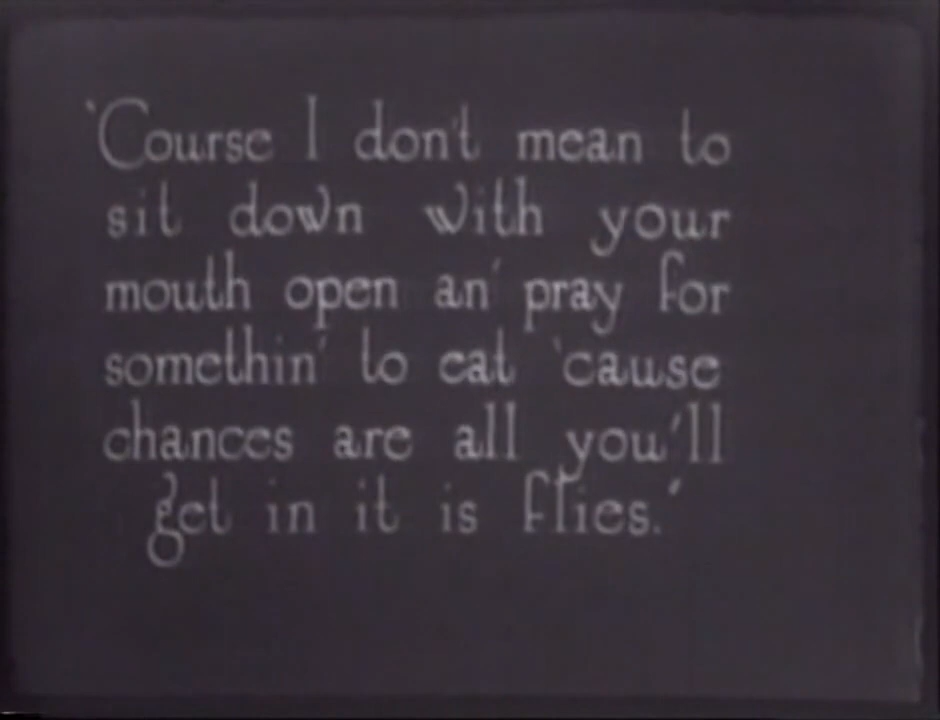 'Course I don't mean to
sit down with your
mouth open an' pray for
somethin' to eat 'cause
chances are all you'll
get in it is flies.'